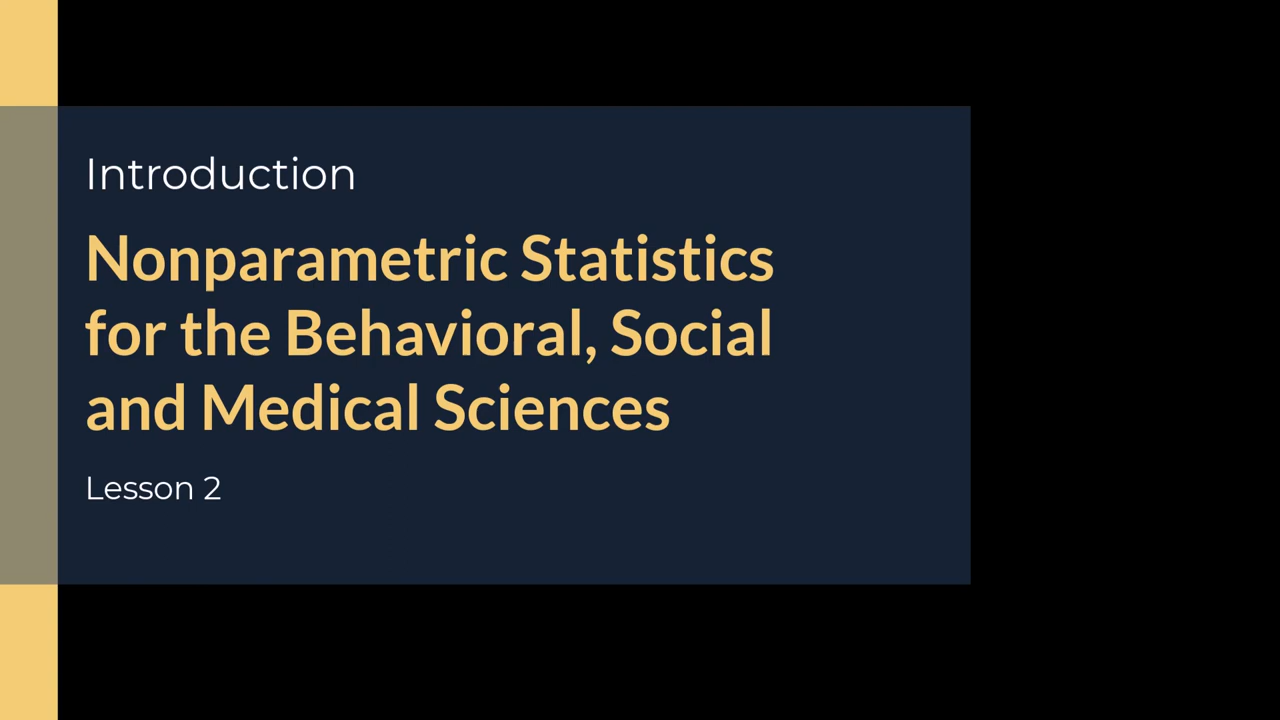 Introduction
Nonparametric Statistics
for the Behavioral, Social
and Medical Sciences
Lesson 2